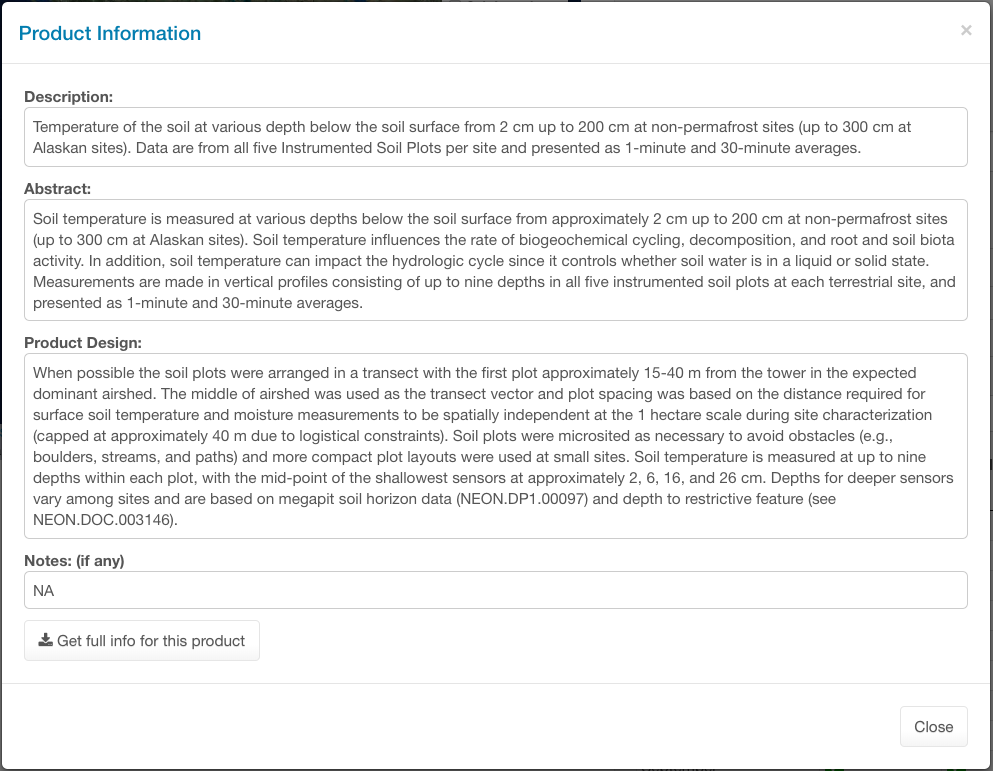 Product Information
×
Description:
Temperature of the soil at various depth below the soil surface from 2 cm up to 200 cm at non-permafrost sites (up to 300 cm at
Alaskan sites). Data are from all five Instrumented Soil Plots per site and presented as 1-minute and 30-minute averages.
Abstract:
Soil temperature is measured at various depths below the soil surface from approximately 2 cm up to 200 cm at non-permafrost sites
(up to 300 cm at Alaskan sites). Soil temperature influences the rate of biogeochemical cycling, decomposition, and root and soil biota
activity. In addition, soil temperature can impact the hydrologic cycle since it controls whether soil water is in a liquid or solid state.
Measurements are made in vertical profiles consisting of up to nine depths in all five instrumented soil plots at each terrestrial site, and
presented as 1-minute and 30-minute averages.
Product Design:
When possible the soil plots were arranged in a transect with the first plot approximately 15-40 m from the tower in the expected
dominant airshed. The middle of airshed was used as the transect vector and plot spacing was based on the distance required for
surface soil temperature and moisture measurements to be spatially independent at the 1 hectare scale during site characterization
(capped at approximately 40 m due to logistical constraints). Soil plots were microsited as necessary to avoid obstacles (e.g.,
boulders, streams, and paths) and more compact plot layouts were used at small sites. Soil temperature is measured at up to nine
depths within each plot, with the mid-point of the shallowest sensors at approximately 2, 6, 16, and 26 cm. Depths for deeper sensors
vary among sites and are based on megapit soil horizon data (NEON.DP1.00097) and depth to restrictive feature (see
NEON.DOC.003146).
Notes: (if any)
NA
Get full info for this product
Close